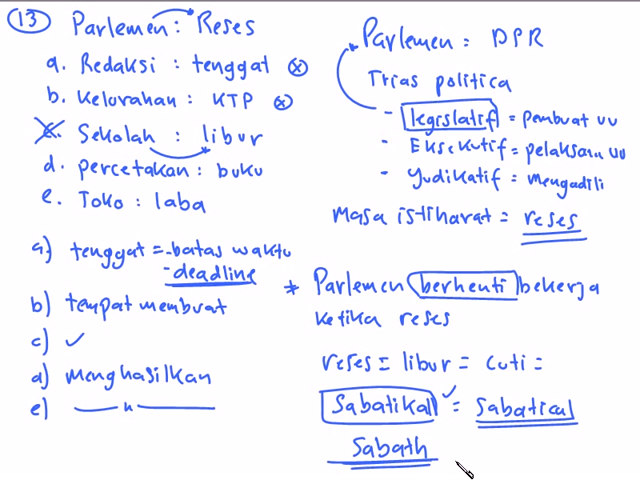 13 Parlemen : Reses
a. Redaksi : tenggat x
b. Kelurahan : KTP x
c. Sekolah : libur
d. percetakan : buku
e. Toko : laba
a) tenggat = - batas waktu
- deadline
b) tempat membuat
c) ✓
d) menghasilkan
e) — " —
Parlemen = DPR
Trias politica
- legislatif = pembuat uu
- Eksekutif = pelaksana uu
- Yudikatif = mengadili
Masa istiharat = reses
* Parlemen berhenti bekerja
ketika reses
reses = libur = cuti =
Sabatikal ✓ = Sabatical
Sabath